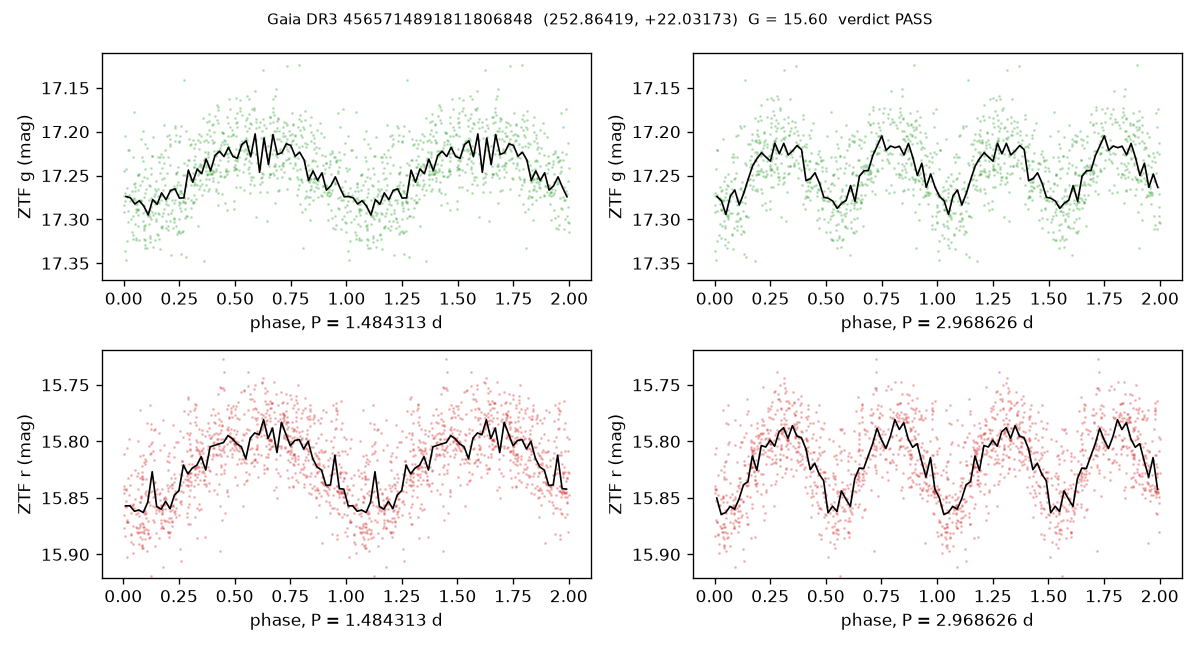 Gaia DR3 4565714891811806848  (252.86419, +22.03173)  G = 15.60  verdict PASS
ZTF g (mag)
17.15
17.20
17.25
17.30
17.35
0.00 0.25 0.50 0.75 1.00 1.25 1.50 1.75 2.00
phase, P = 1.484313 d
ZTF g (mag)
17.15
17.20
17.25
17.30
17.35
0.00 0.25 0.50 0.75 1.00 1.25 1.50 1.75 2.00
phase, P = 2.968626 d
ZTF r (mag)
15.75
15.80
15.85
15.90
0.00 0.25 0.50 0.75 1.00 1.25 1.50 1.75 2.00
phase, P = 1.484313 d
ZTF r (mag)
15.75
15.80
15.85
15.90
0.00 0.25 0.50 0.75 1.00 1.25 1.50 1.75 2.00
phase, P = 2.968626 d